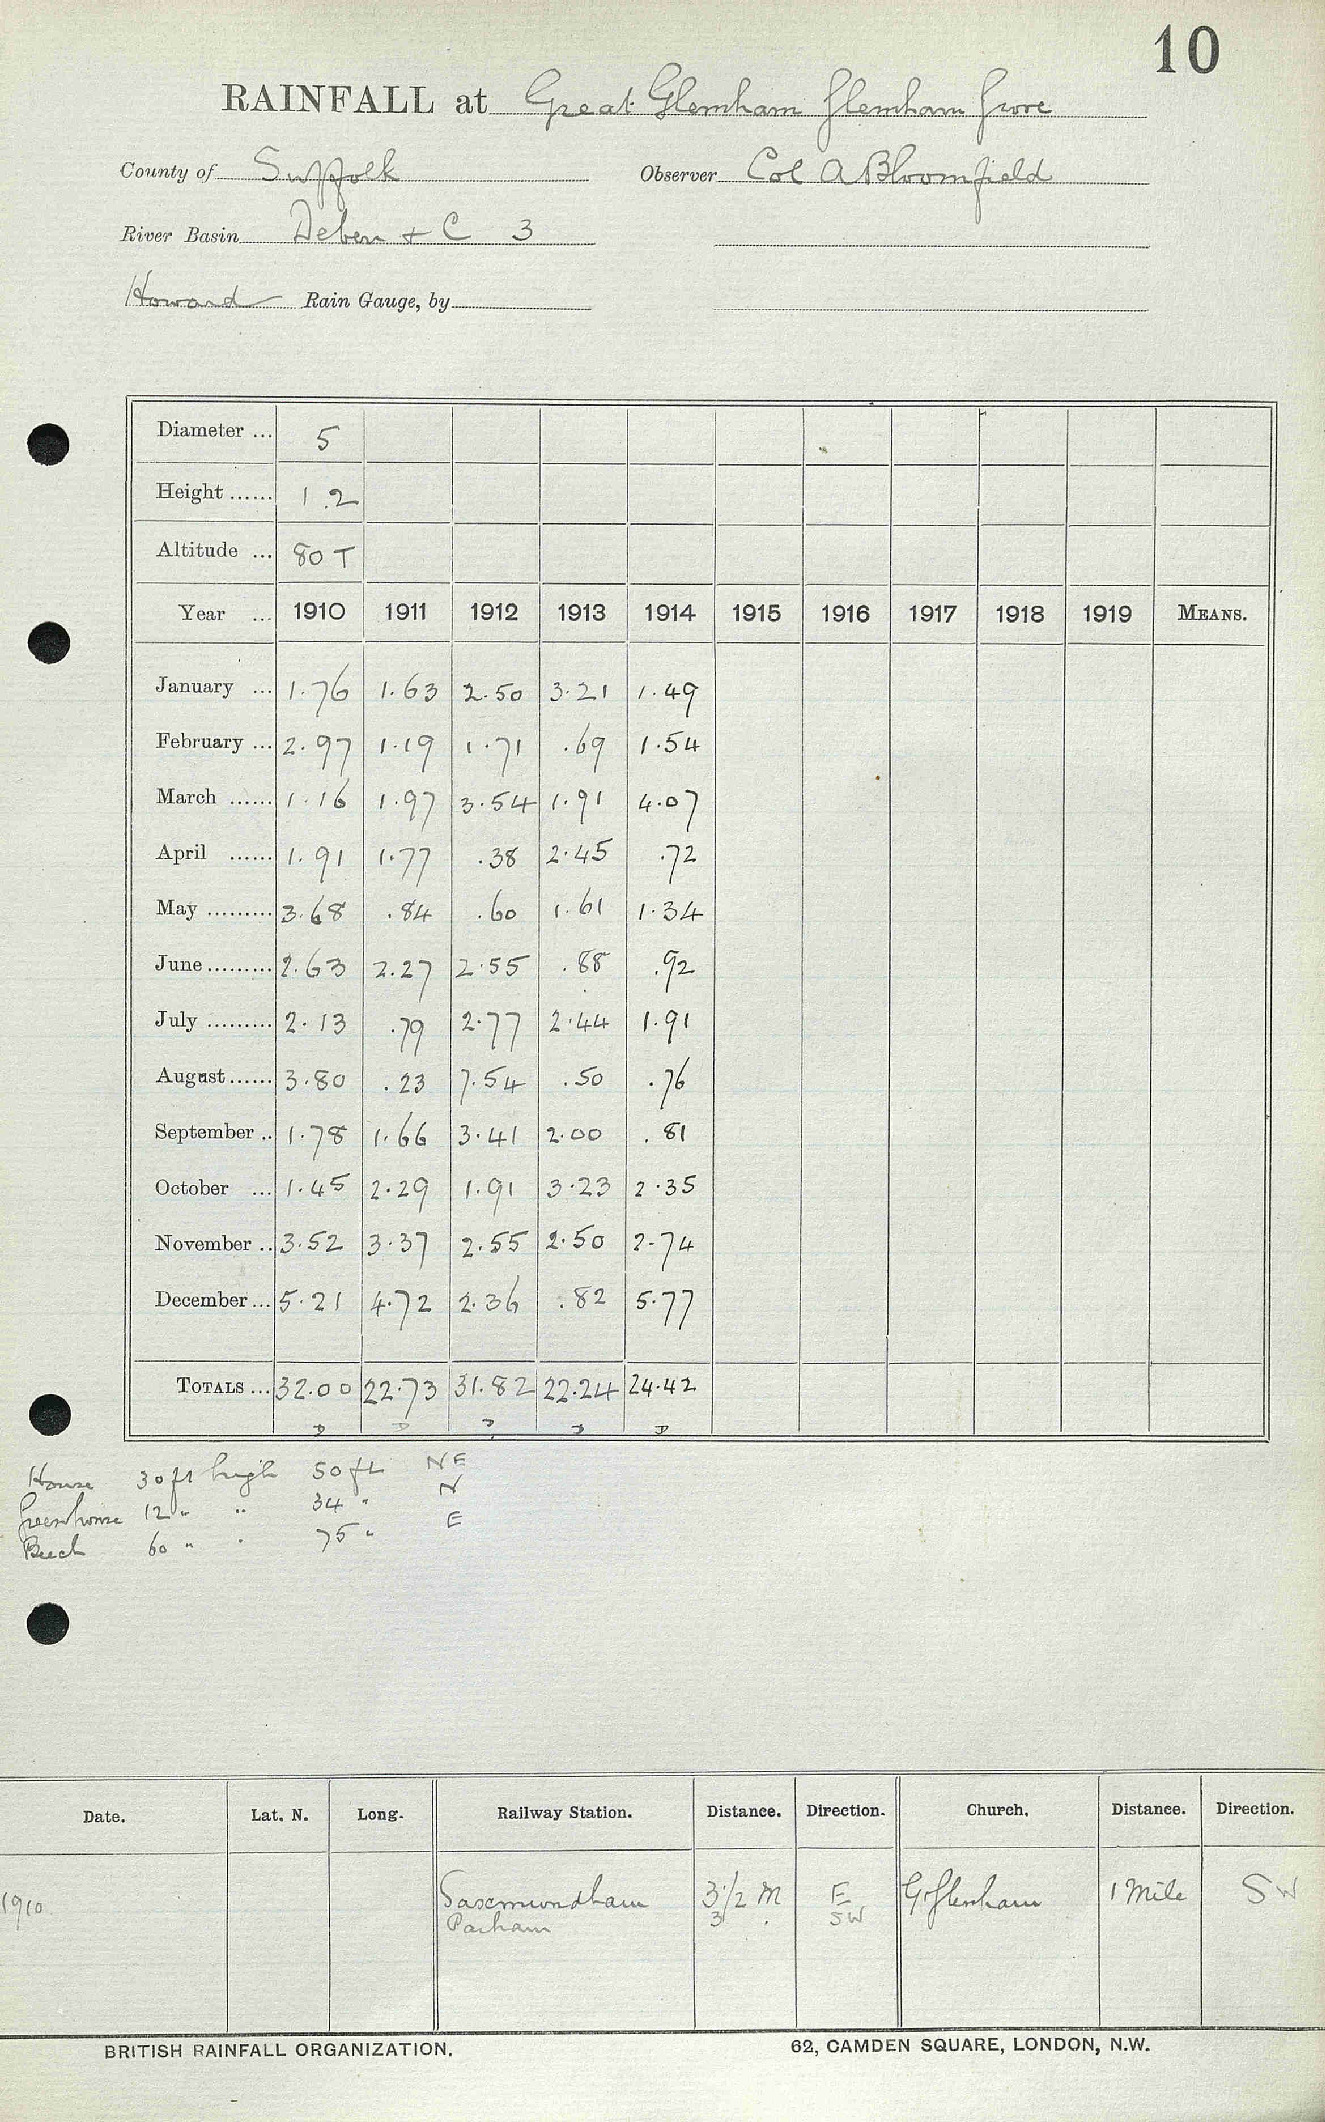 10
RAINFALL at Great Glemham Glemham Grove
County of Suffolk Observer Col A Bloomfield
River Basin Deben + C 3
Howard Rain Gauge, by
Diameter ... 5
Height ...... 1.2
Altitude ... 80 T
Year ... 1910 1911 1912 1913 1914 1915 1916 1917 1918 1919 MEANS.
January ... 1.76 1.63 2.50 3.21 1.49
February ... 2.97 1.19 1.71 .69 1.54
March ...... 1.16 1.97 3.54 1.91 4.07
April ...... 1.91 1.77 .38 2.45 .72
May ......... 3.68 .84 .60 1.61 1.34
June ......... 2.63 2.27 2.55 .88 .92
July ......... 2.13 .79 2.77 2.44 1.91
August ...... 3.80 .23 7.54 .50 .76
September .. 1.78 1.66 3.41 2.00 .81
October ... 1.45 2.29 1.91 3.23 2.35
November .. 3.52 3.37 2.55 2.50 2.74
December ... 5.21 4.72 2.36 .82 5.77
TOTALS ... 32.00 22.73 31.82 22.24 24.42
House 30 ft high 50 ft NE
Greenhouse 12 " " 34 " N
Beech 60 " " 75 " E
Date. Lat. N. Long. Railway Station. Distance. Direction. Church. Distance. Direction.
1910. Saxmundham 3 1/2 M E Gt Glenham 1 Mile SW
Parham 3 " SW
BRITISH RAINFALL ORGANIZATION. 62, CAMDEN SQUARE, LONDON, N.W.